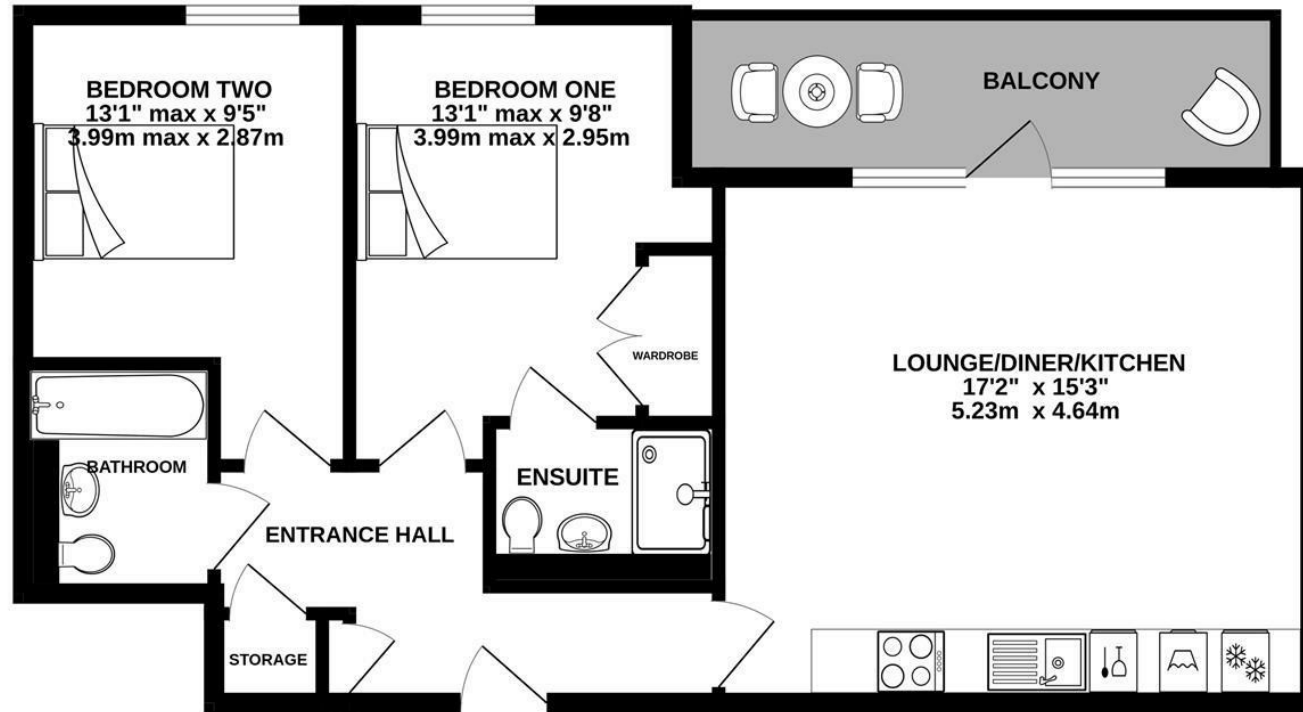 BEDROOM TWO
13'1" max x 9'5"
3.99m max x 2.87m
BEDROOM ONE
13'1" max x 9'8"
3.99m max x 2.95m
BALCONY
WARDROBE
LOUNGE/DINER/KITCHEN
17'2" x 15'3"
5.23m x 4.64m
BATHROOM
ENSUITE
ENTRANCE HALL
STORAGE